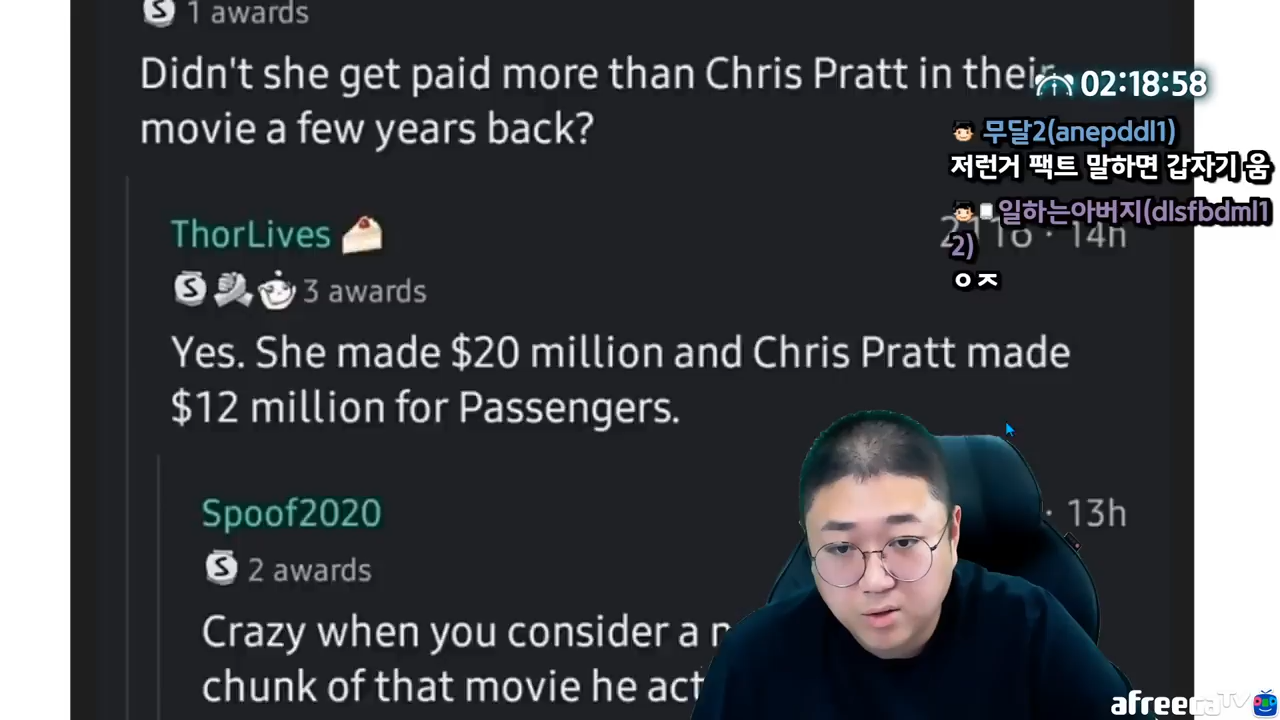 1 awards
Didn't she get paid more than Chris Pratt in their
movie a few years back?
02:18:58
무달2(anepddl1)
저런거 팩트 말하면 갑자기 움
일하는아버지(dlsfbdml1
2)
ㅇㅈ
ThorLives
14h
3 awards
Yes. She made $20 million and Chris Pratt made
$12 million for Passengers.
Spoof2020
· 13h
2 awards
Crazy when you consider a
chunk of that movie he
afreecaTV